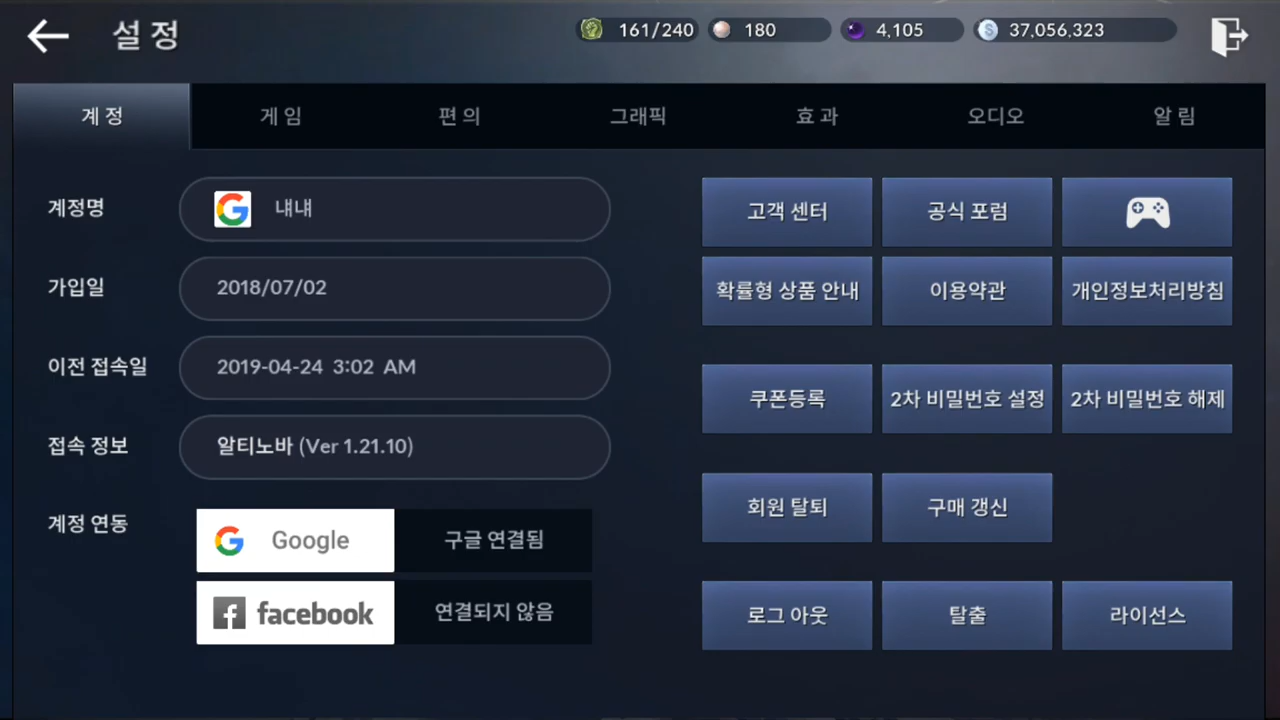 설정
161/240 180 4,105 37,056,323
계정 게임 편의 그래픽 효과 오디오 알림
계정명 내내
가입일 2018/07/02
이전 접속일 2019-04-24 3:02 AM
접속 정보 알티노바 (Ver 1.21.10)
계정 연동
Google 구글 연결됨
facebook 연결되지 않음
고객 센터 공식 포럼
확률형 상품 안내 이용약관 개인정보처리방침
쿠폰등록 2차 비밀번호 설정 2차 비밀번호 해제
회원 탈퇴 구매 갱신
로그 아웃 탈출 라이선스